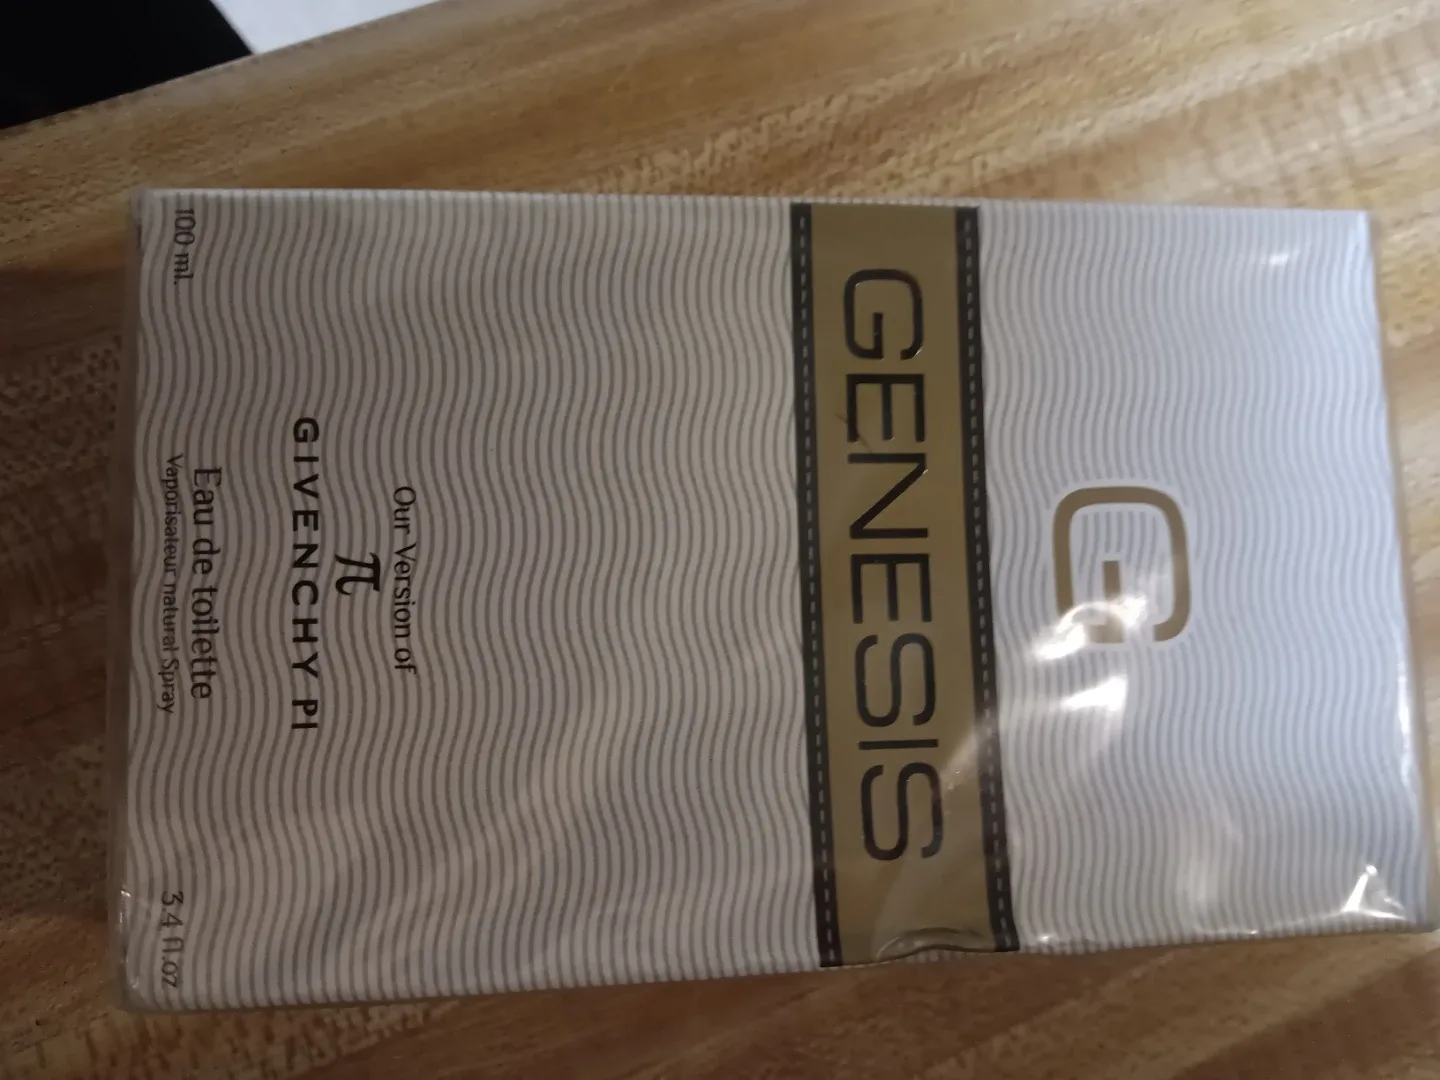 G
GENESIS
Our Version of
π
GIVENCHY PI
Eau de toilette
100 ml. Vaporisateur natural Spray 3.4 fl.oz